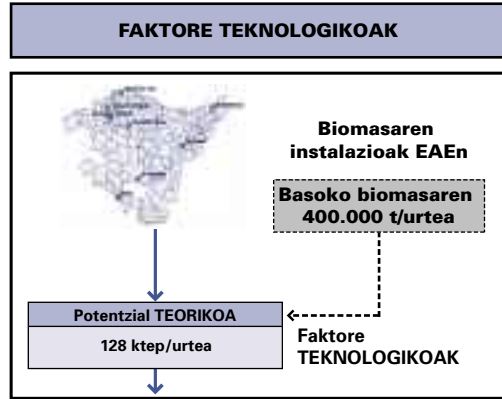 FAKTORE TEKNOLOGIKOAK
Biomasaren
instalazioak EAEn
Basoko biomasaren
400.000 t/urtea
Potentzial TEORIKOA
128 ktep/urtea
Faktore
TEKNOLOGIKOAK